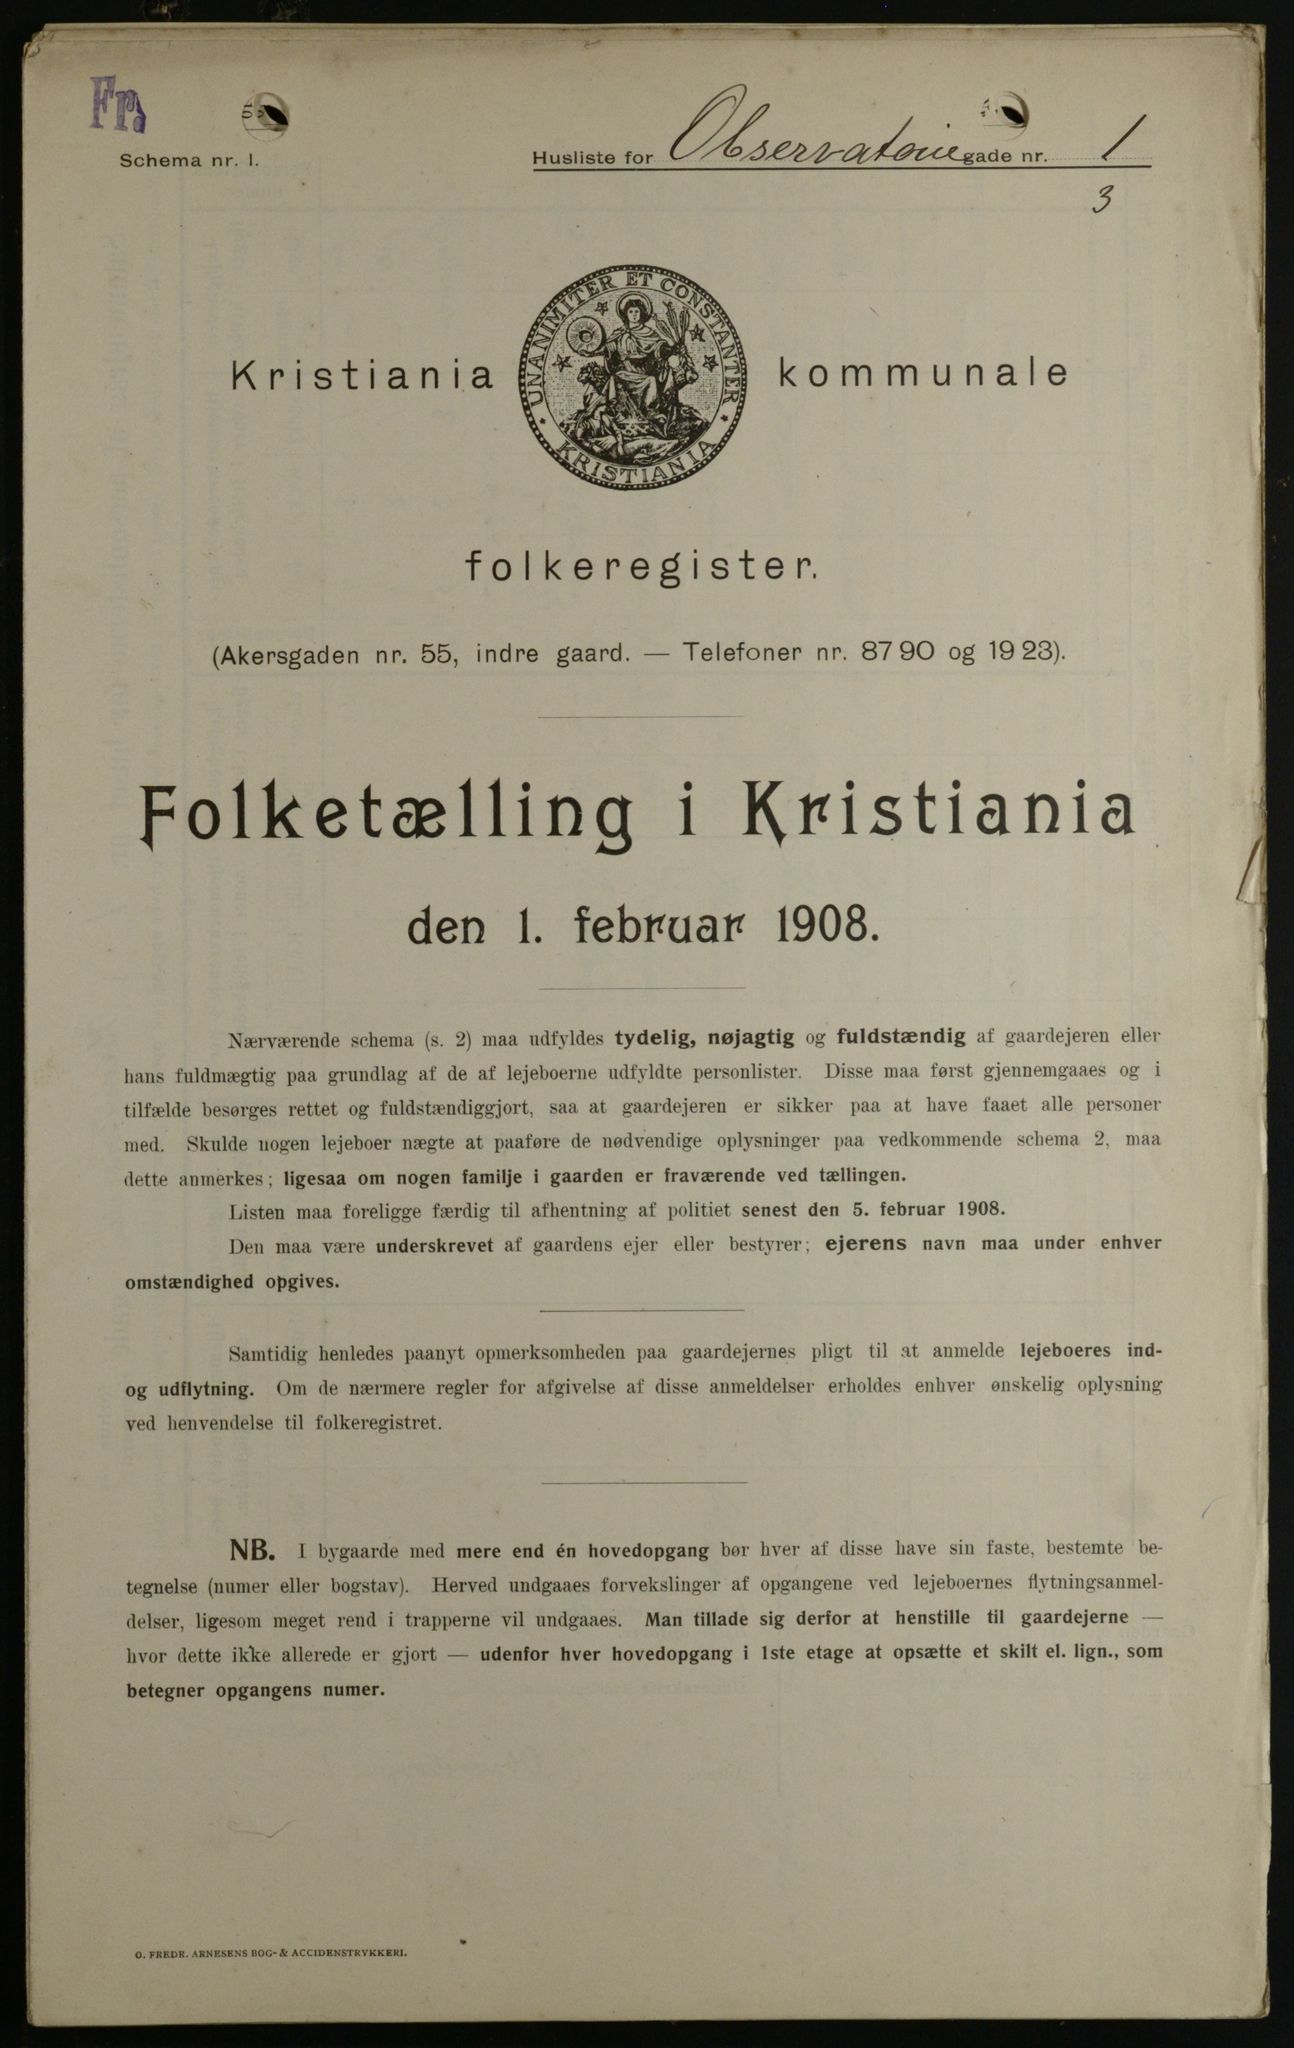 Fr.
Schema nr. 1.
Husliste for Observatoriegade nr. 1
3
UNANIMITER ET CONSTANTER
KRISTIANIA
Kristiania kommunale
folkeregister.
(Akersgaden nr. 55, indre gaard. — Telefoner nr. 87 90 og 19 23).
Folketælling i Kristiania
den 1. februar 1908.
Nærværende schema (s. 2) maa udfyldes tydelig, nøjagtig og fuldstændig af gaardejeren eller
hans fuldmægtig paa grundlag af de af lejeboerne udfyldte personlister. Disse maa først gjennemgaaes og i
tilfælde besørges rettet og fuldstændiggjort, saa at gaardejeren er sikker paa at have faaet alle personer
med. Skulde nogen lejeboer nægte at paaføre de nødvendige oplysninger paa vedkommende schema 2, maa
dette anmerkes; ligesaa om nogen familje i gaarden er fraværende ved tællingen.
Listen maa foreligge færdig til afhentning af politiet senest den 5. februar 1908.
Den maa være underskrevet af gaardens ejer eller bestyrer; ejerens navn maa under enhver
omstændighed opgives.
Samtidig henledes paanyt opmerksomheden paa gaardejernes pligt til at anmelde lejeboeres ind-
og udflytning. Om de nærmere regler for afgivelse af disse anmeldelser erholdes enhver ønskelig oplysning
ved henvendelse til folkeregistret.
NB. I bygaarde med mere end én hovedopgang bør hver af disse have sin faste, bestemte be-
tegnelse (numer eller bogstav). Herved undgaaes forvekslinger af opgangene ved lejeboernes flytningsanmel-
delser, ligesom meget rend i trapperne vil undgaaes. Man tillade sig derfor at henstille til gaardejerne —
hvor dette ikke allerede er gjort — udenfor hver hovedopgang i 1ste etage at opsætte et skilt el. lign., som
betegner opgangens numer.
O. FREDR. ARNESENS BOG- & ACCIDENSTRYKKERI.